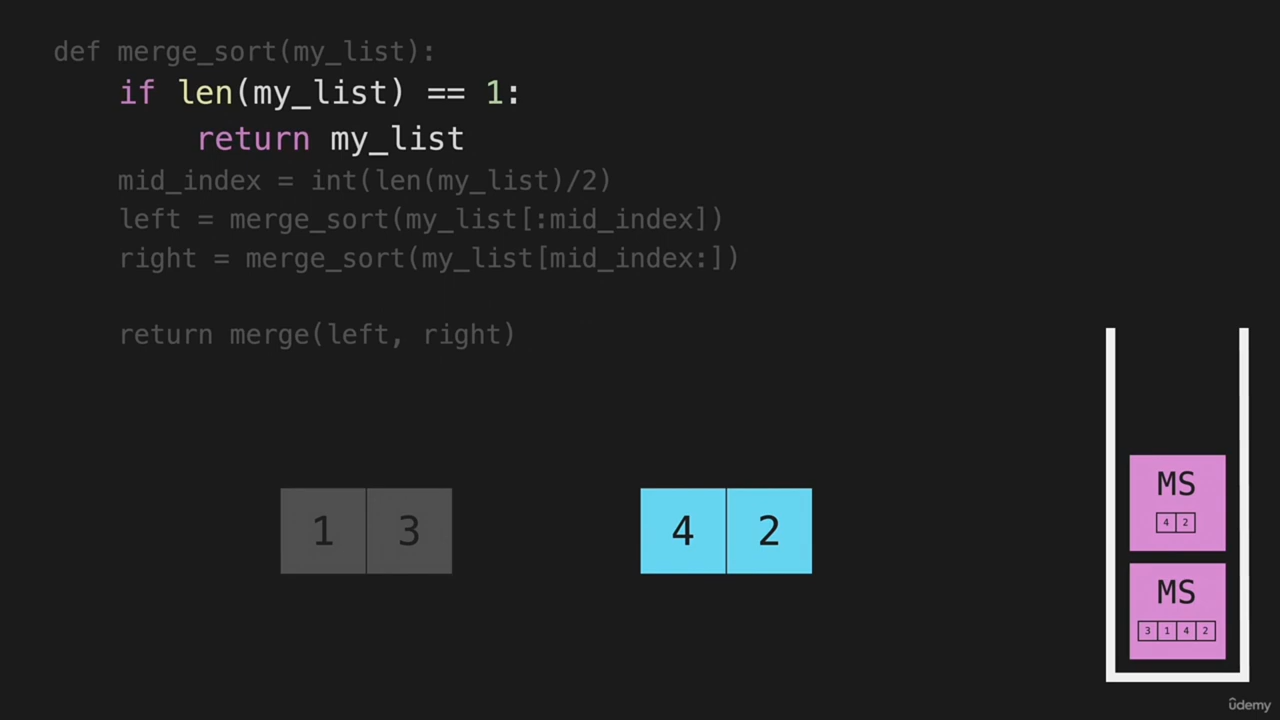 def merge_sort(my_list):
    if len(my_list) == 1:
        return my_list
    mid_index = int(len(my_list)/2)
    left = merge_sort(my_list[:mid_index])
    right = merge_sort(my_list[mid_index:])
    return merge(left, right)
1 3
4 2
MS
4 2
MS
3 1 4 2
ûdemy